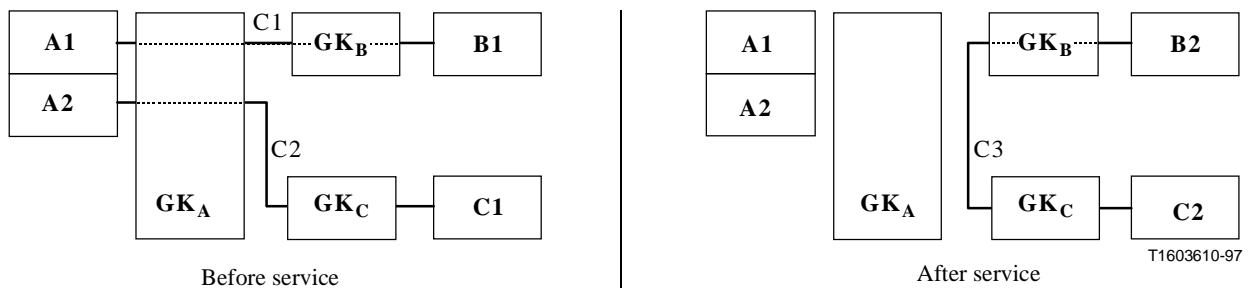 A1
A2
GKA
C1
GKB
B1
C2
GKC
C1
Before service
A1
A2
GKA
GKB
B2
C3
GKC
C2
T1603610-97
After service